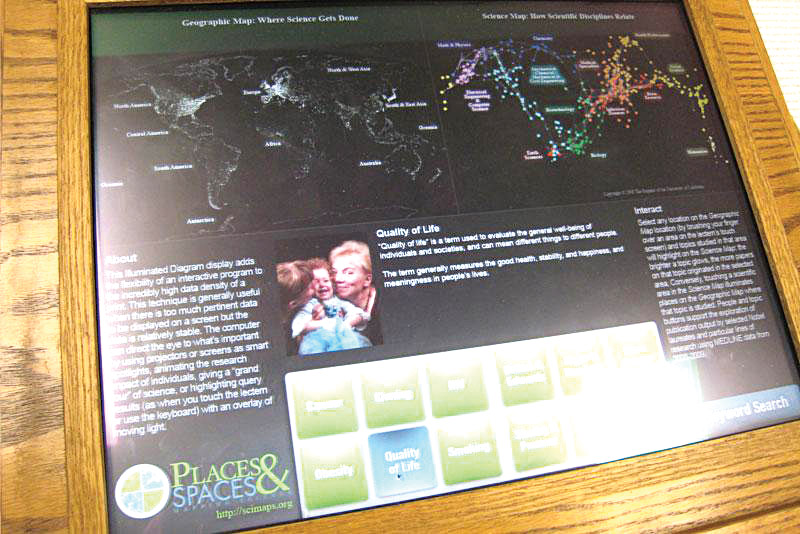 Geographic Map: Where Science Gets Done
North America
Central America
South America
Europe
Africa
Oceania
Australia
Antarctica
Oceania
Science Map: How Scientific Disciplines Relate
Math & Physics
Chemistry
Electrical
Engineering
&
Computer
Science
Biotechnology
Earth
Sciences
Biology
Humanities
About
This Illuminated Diagram display adds
the flexibility of an interactive program to
the incredibly high data density of a
print. This technique is generally useful
when there is too much pertinent data
to be displayed on a screen but the
data is relatively stable. The computer
can direct the eye to what's important
by using projectors or screens as smart
spotlights, animating the research
impact of individuals, giving a "grand
tour" of science, or highlighting query
results (as when you touch the lectern
or use the keyboard) with an overlay of
moving light.
Quality of Life
"Quality of life" is a term used to evaluate the general well-being of
individuals and societies, and can mean different things to different people.
The term generally measures the good health, stability, and happiness, and
meaningness in people's lives.
Interact
Select any location on the Geographic
Map location (by brushing your finger
over an area on the lectern's touch
screen) and topics studied in that area
will highlight on the Science Map; the
brighter a topic glows, the more papers
on that topic originated in the selected
area. Conversely, touching a scientific
area in the Science Map illuminates
places on the Geographic Map where
that topic is studied. People and topic
buttons support the exploration of
publication output by selected Nobel
laureates and particular lines of
research using MEDLINE data from
Obesity
Quality
of Life
Smoking
Keyword Search
PLACES &
SPACES
http://scimaps.org